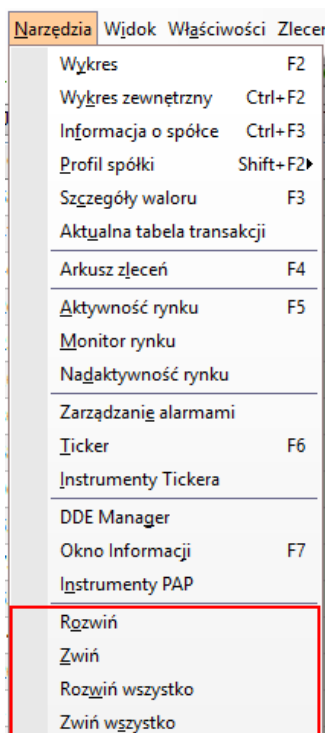 Narzędzia Widok Właściwości Zlecen
Wykres F2
Wykres zewnętrzny Ctrl+F2
Informacja o spółce Ctrl+F3
Profil spółki Shift+F2
Szczegóły waloru F3
Aktualna tabela transakcji
Arkusz zleceń F4
Aktywność rynku F5
Monitor rynku
Nadaktywność rynku
Zarządzanie alarmami
Ticker F6
Instrumenty Tickera
DDE Manager
Okno Informacji F7
Instrumenty PAP
Rozwiń
Zwiń
Rozwiń wszystko
Zwiń wszystko